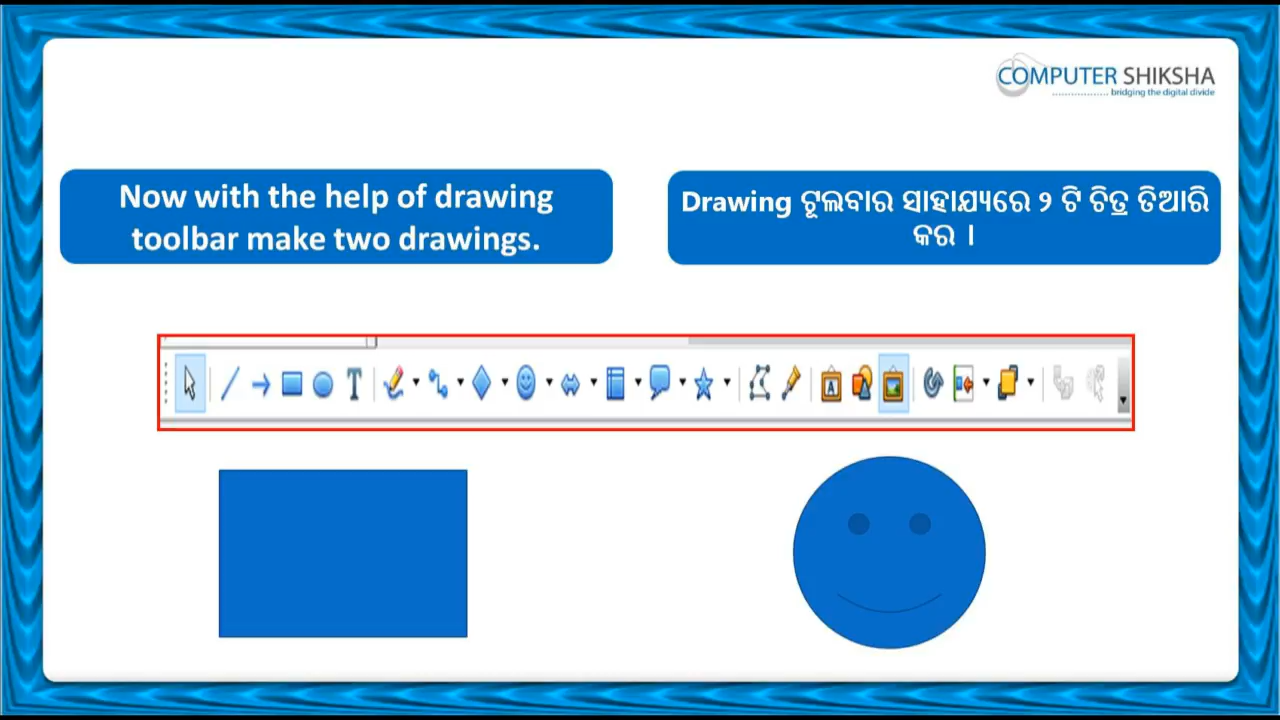 COMPUTER SHIKSHA
bridging the digital divide
Now with the help of drawing
toolbar make two drawings.
Drawing ଟୂଲବାର ସାହାଯ୍ୟରେ ୨ ଟି ଚିତ୍ର ତିଆରି
କର ।
T
A